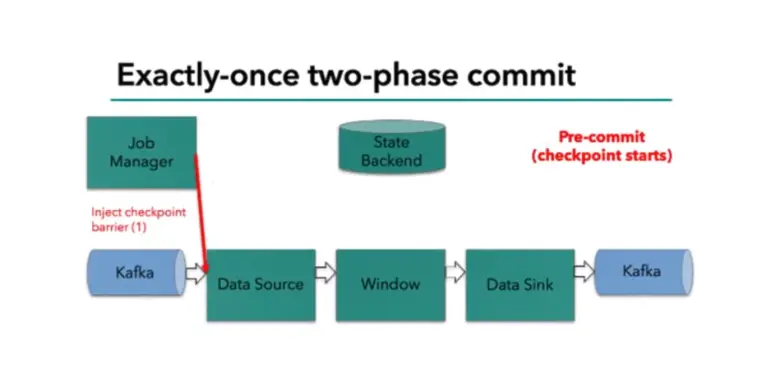 Exactly-once two-phase commit
Job
Manager
State
Backend
Pre-commit
(checkpoint starts)
Inject checkpoint
barrier (1)
Kafka
Data Source
Window
Data Sink
Kafka